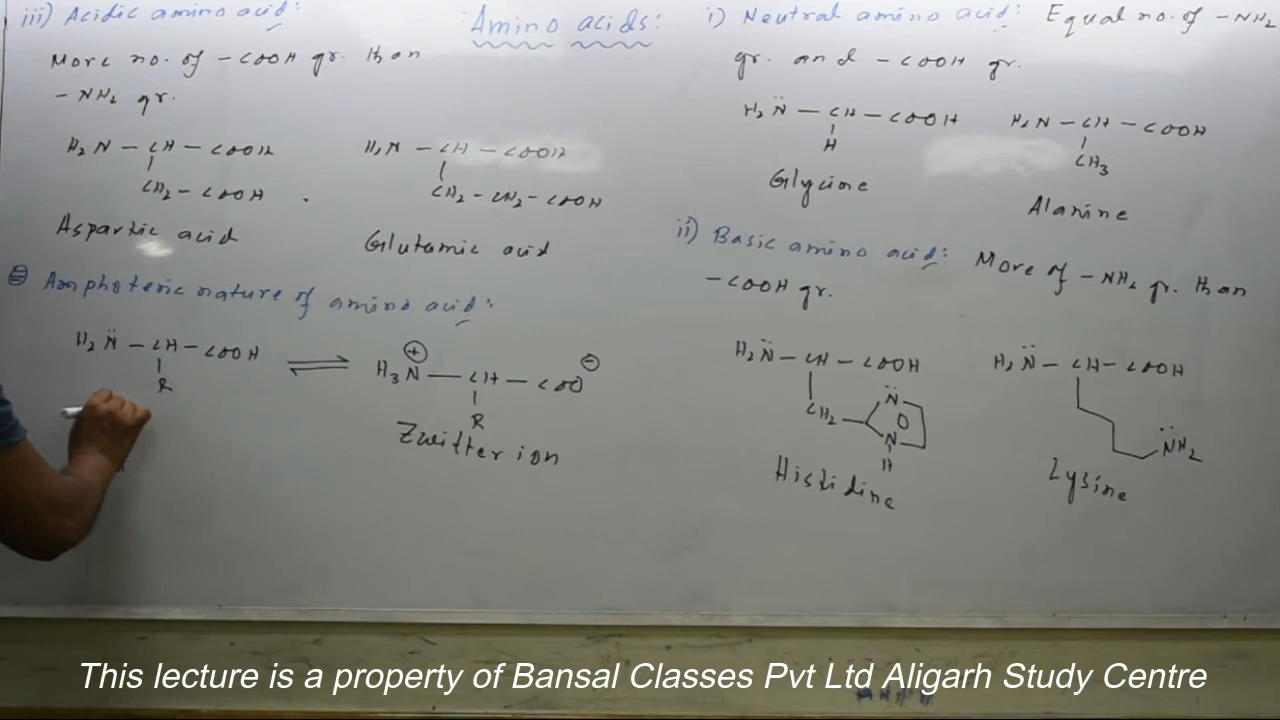 Amino acids:
i) Neutral amino acid: Equal no. of -NH2
gr. and -COOH gr.
H2N̈ - CH - COOH
H
Glycine
H2N - CH - COOH
CH3
Alanine
ii) Basic amino acid: More of -NH2 gr. than
-COOH gr.
H2N̈ - CH - COOH
CH2
N̈
N
H
Histidine
H2N̈ - CH - COOH
N̈H2
Lysine
iii) Acidic amino acid:
More no. of -COOH gr. than
-NH2 gr.
H2N - CH - COOH
CH2 - COOH
Aspartic acid
H2N - CH - COOH
CH2 - CH2 - COOH
Glutamic acid
Amphoteric nature of amino acid:
H2N̈ - CH - COOH
R
⇌
⊕ ⊖
H3N - CH - COO
R
Zwitter ion
This lecture is a property of Bansal Classes Pvt Ltd Aligarh Study Centre